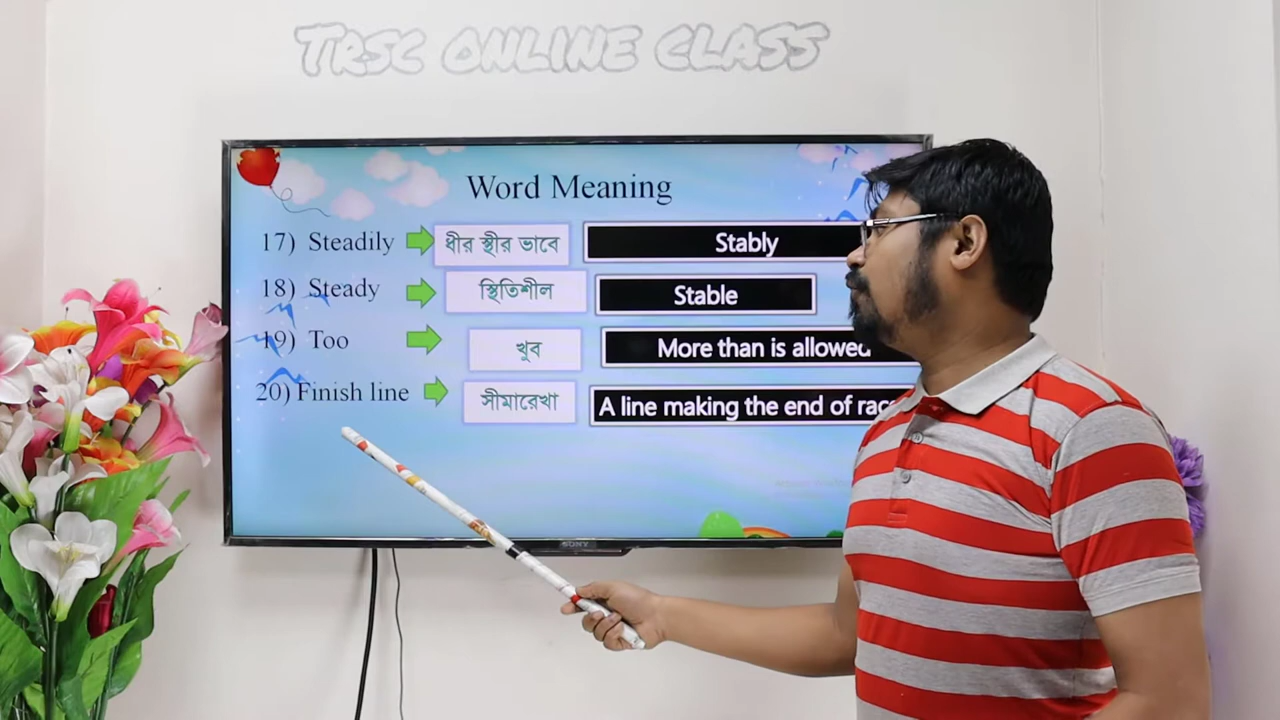 TRSC ONLINE CLASS
Word Meaning
17) Steadily ধীর স্থীর ভাবে Stably
18) Steady স্থিতিশীল Stable
19) Too খুব More than is allowed
20) Finish line সীমারেখা A line making the end of
SONY